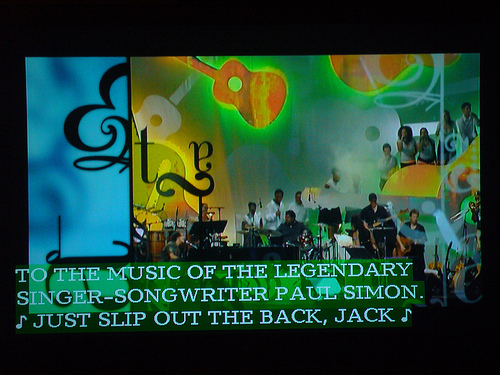 TO THE MUSIC OF THE LEGENDARY
SINGER-SONGWRITER PAUL SIMON.
♪ JUST SLIP OUT THE BACK, JACK ♪